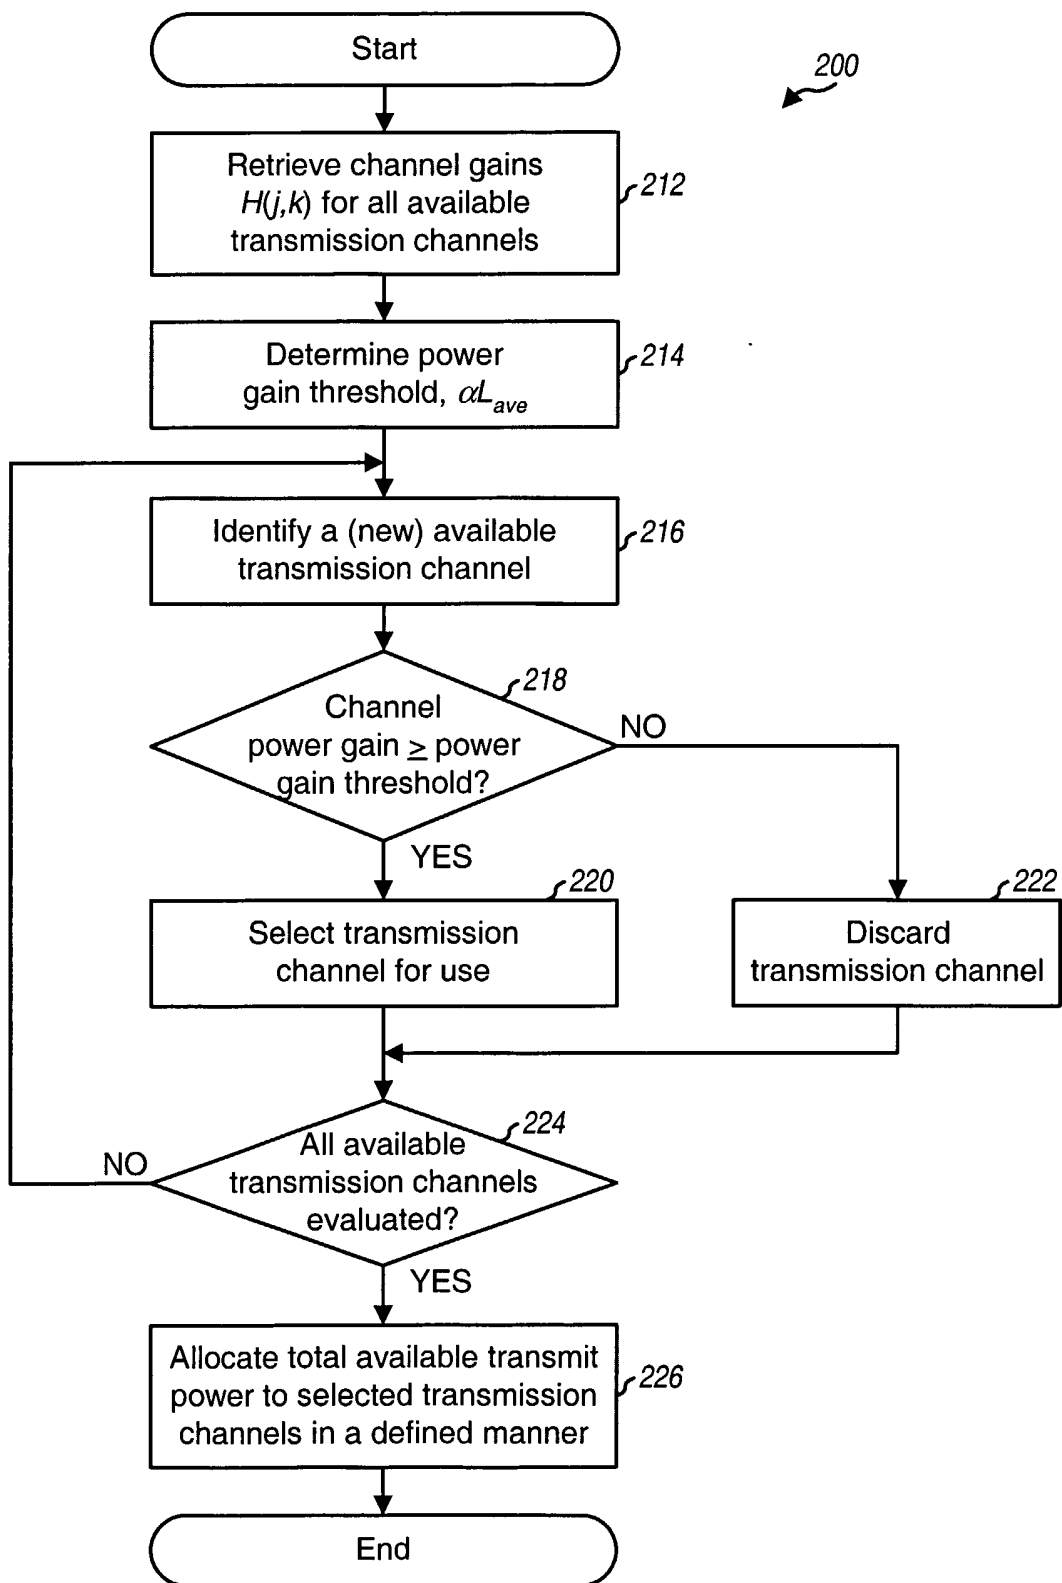 Start
200
Retrieve channel gains
H(j,k) for all available
transmission channels
212
Determine power
gain threshold, αL_ave
214
Identify a (new) available
transmission channel
216
218
Channel
power gain ≥ power
gain threshold?
NO
YES
220
Select transmission
channel for use
222
Discard
transmission channel
224
All available
transmission channels
evaluated?
NO
YES
Allocate total available transmit
power to selected transmission
channels in a defined manner
226
End